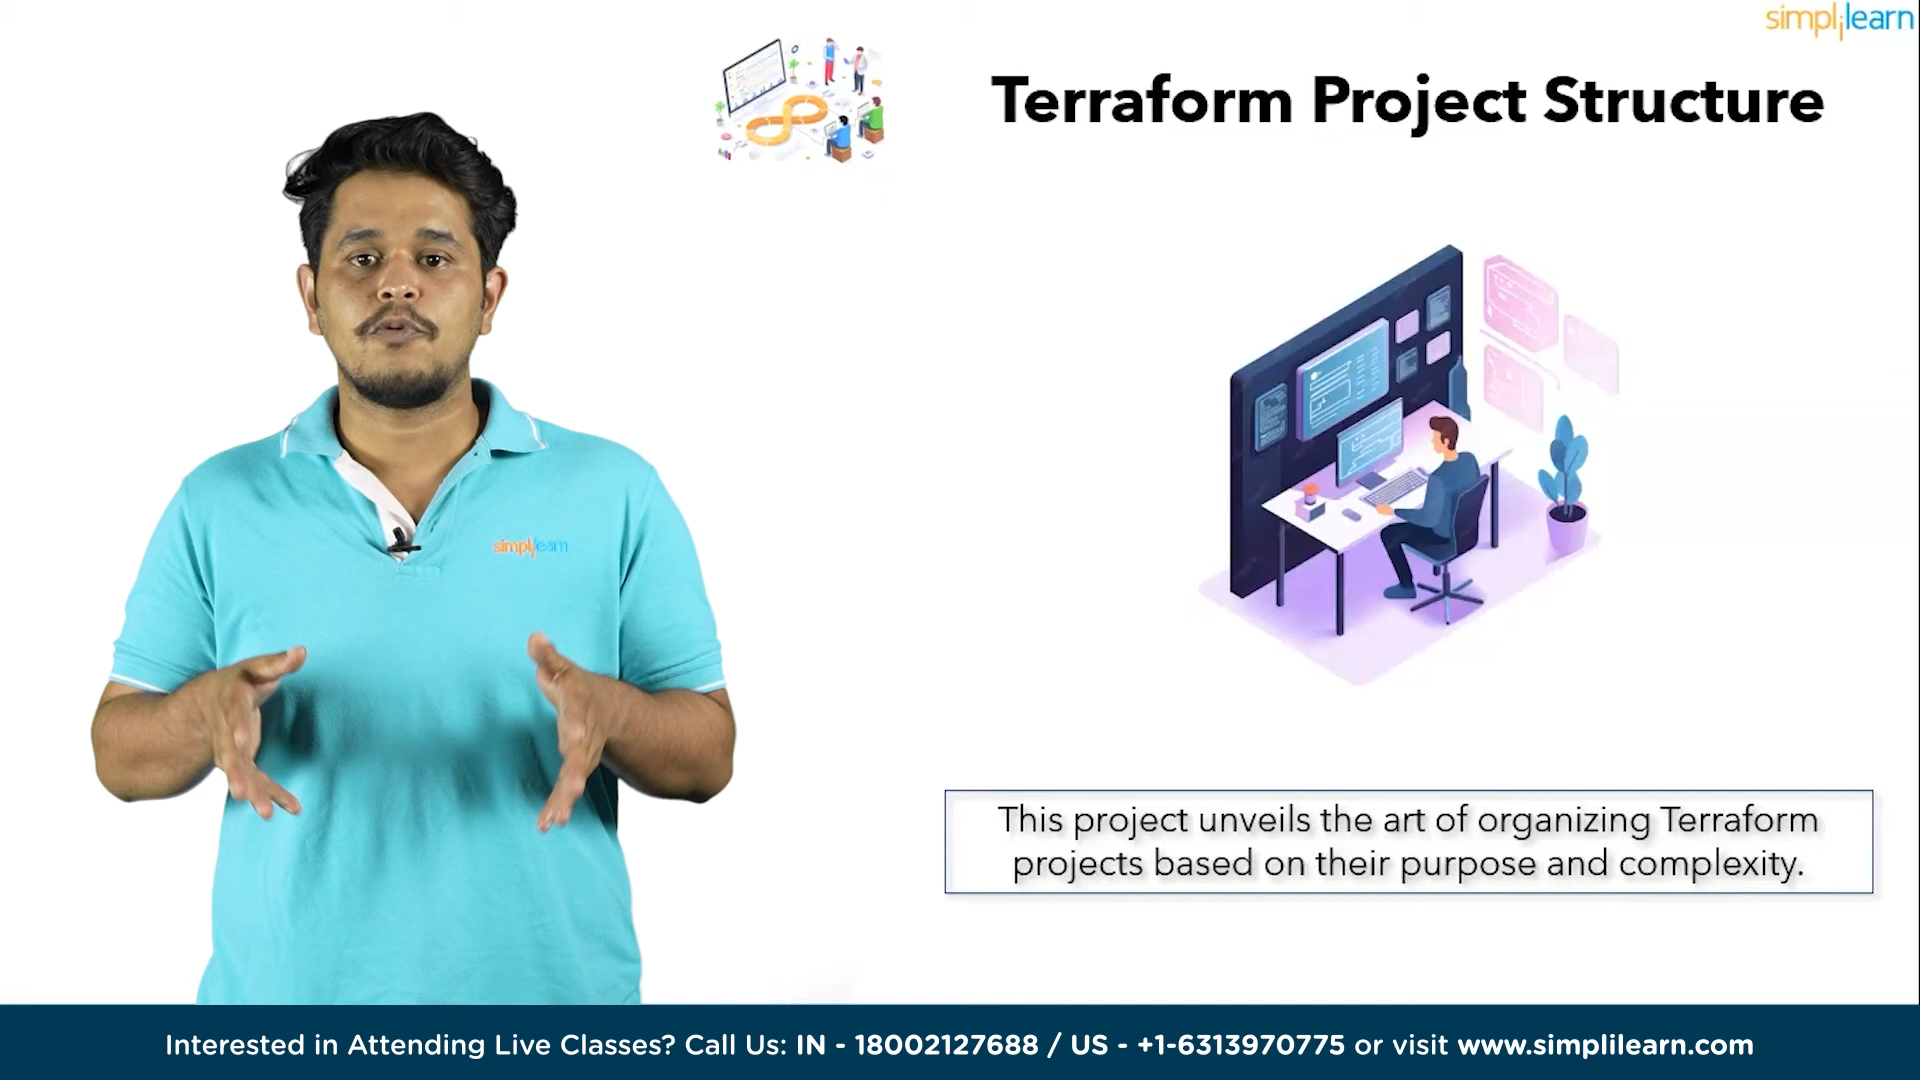 simplilearn
Terraform Project Structure
simplilearn
This project unveils the art of organizing Terraform
projects based on their purpose and complexity.
Interested in Attending Live Classes? Call Us: IN - 18002127688 / US - +1-6313970775 or visit www.simplilearn.com